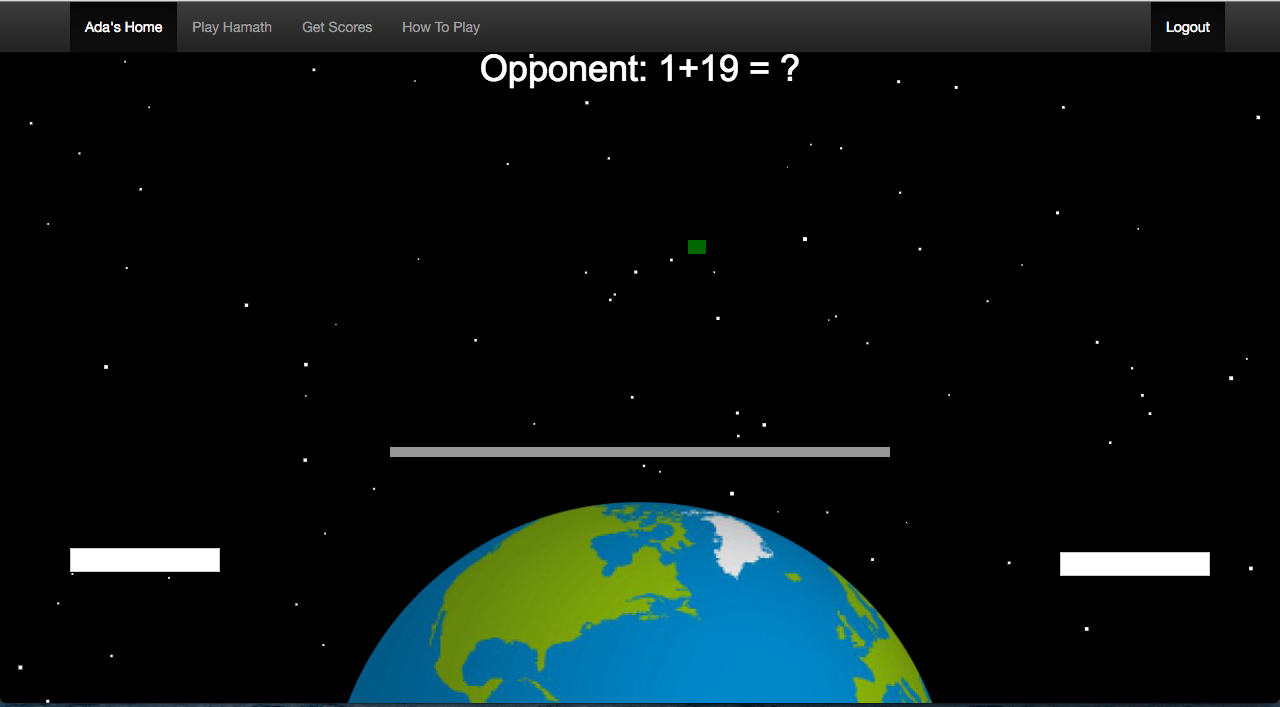 Ada's Home Play Hamath Get Scores How To Play Logout
Opponent: 1+19 = ?